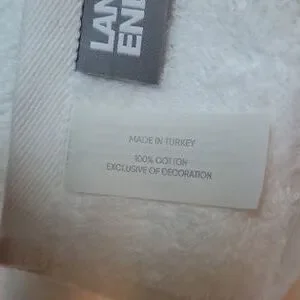 LAN
END
MADE IN TURKEY
100% COTTON
EXCLUSIVE OF DECORATION